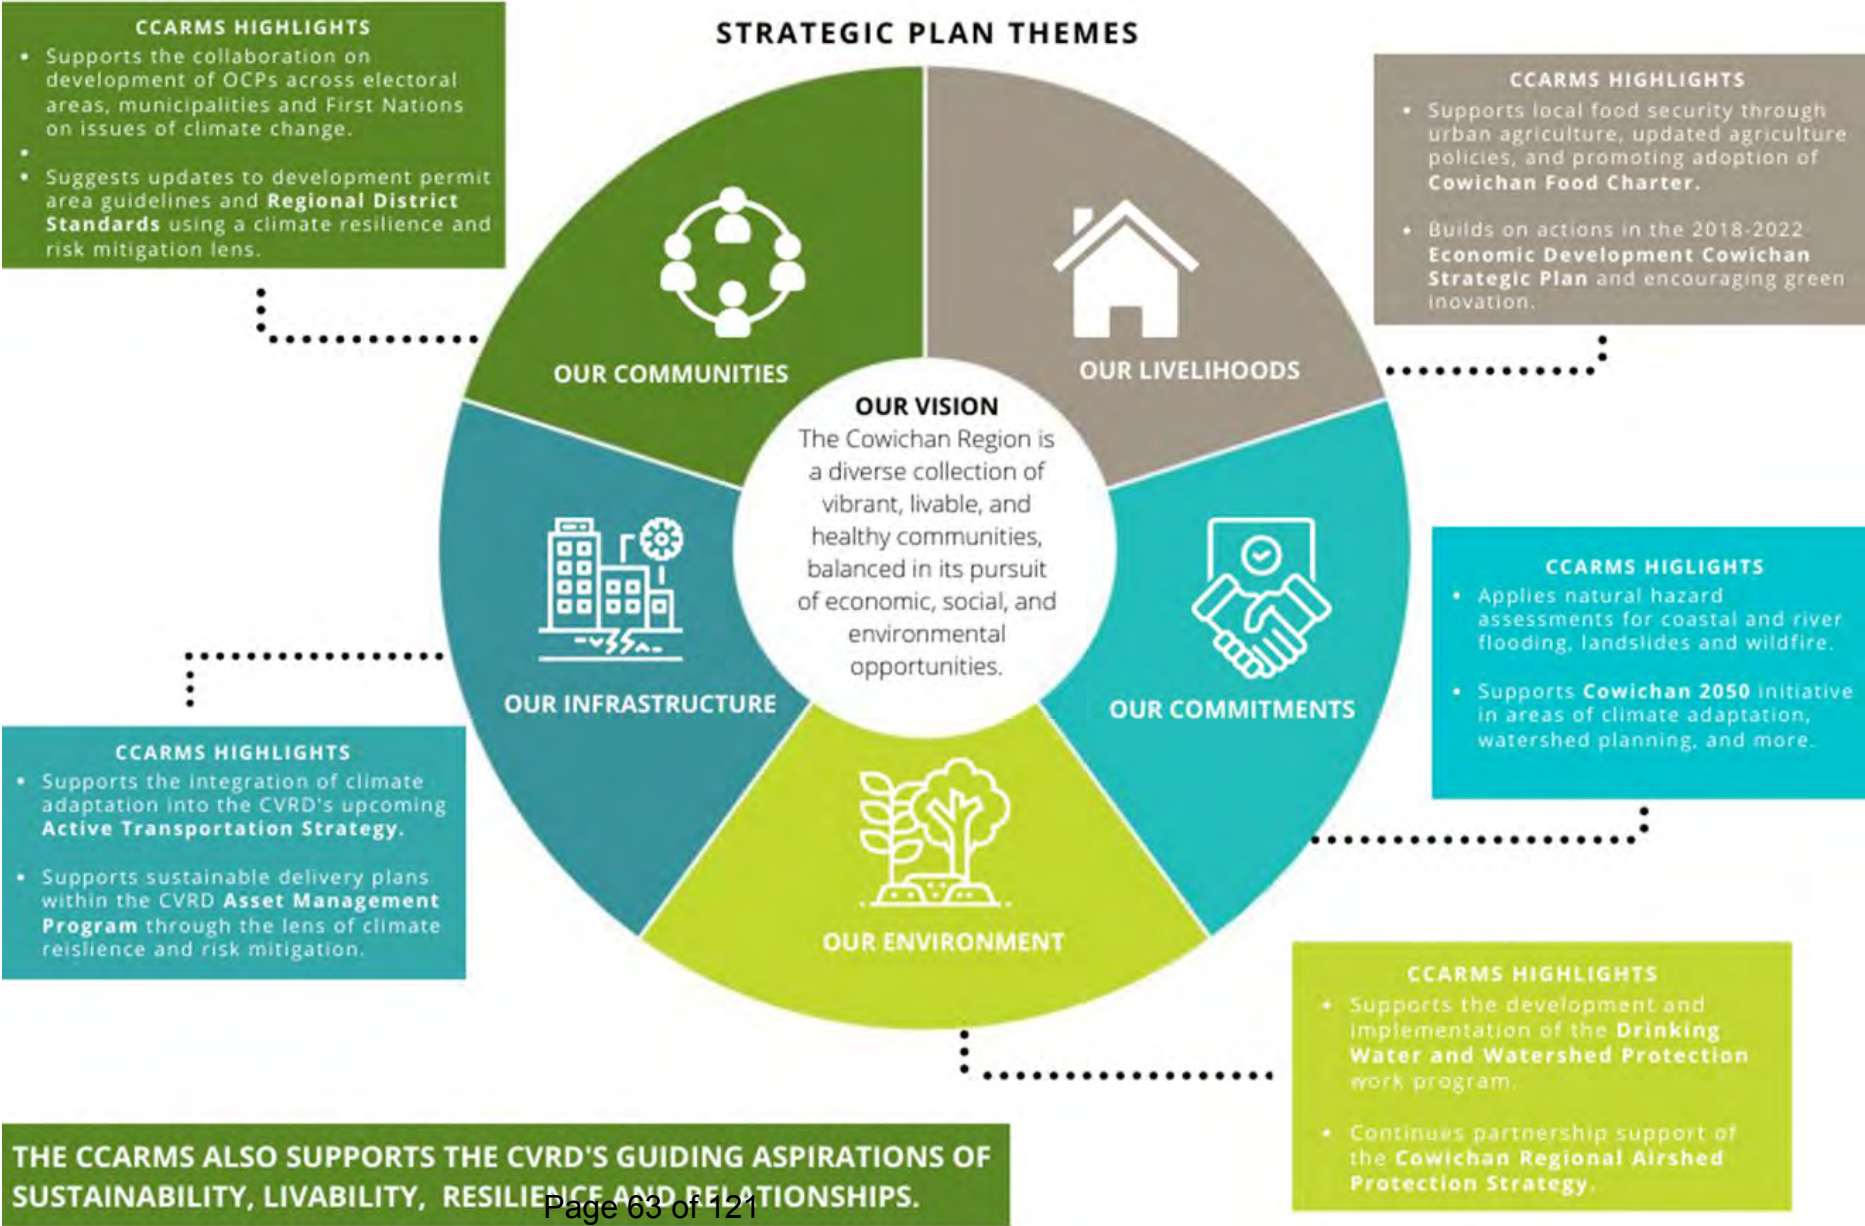 STRATEGIC PLAN THEMES
CCARMS HIGHLIGHTS
• Supports the collaboration on
development of OCPs across electoral
areas, municipalities and First Nations
on issues of climate change.
•
• Suggests updates to development permit
area guidelines and Regional District
Standards using a climate resilience and
risk mitigation lens.
CCARMS HIGHLIGHTS
• Supports local food security through
urban agriculture, updated agriculture
policies, and promoting adoption of
Cowichan Food Charter.
• Builds on actions in the 2018-2022
Economic Development Cowichan
Strategic Plan and encouraging green
inovation.
OUR COMMUNITIES
OUR LIVELIHOODS
OUR VISION
The Cowichan Region is
a diverse collection of
vibrant, livable, and
healthy communities,
balanced in its pursuit
of economic, social, and
environmental
opportunities.
OUR INFRASTRUCTURE
OUR COMMITMENTS
OUR ENVIRONMENT
CCARMS HIGLIGHTS
• Applies natural hazard
assessments for coastal and river
flooding, landslides and wildfire.
• Supports Cowichan 2050 initiative
in areas of climate adaptation,
watershed planning, and more.
CCARMS HIGHLIGHTS
• Supports the integration of climate
adaptation into the CVRD's upcoming
Active Transportation Strategy.
• Supports sustainable delivery plans
within the CVRD Asset Management
Program through the lens of climate
reislience and risk mitigation.
CCARMS HIGHLIGHTS
• Supports the development and
implementation of the Drinking
Water and Watershed Protection
work program.
• Continues partnership support of
the Cowichan Regional Airshed
Protection Strategy.
THE CCARMS ALSO SUPPORTS THE CVRD'S GUIDING ASPIRATIONS OF
SUSTAINABILITY, LIVABILITY, RESILIENCE AND RELATIONSHIPS.
Page 63 of 121